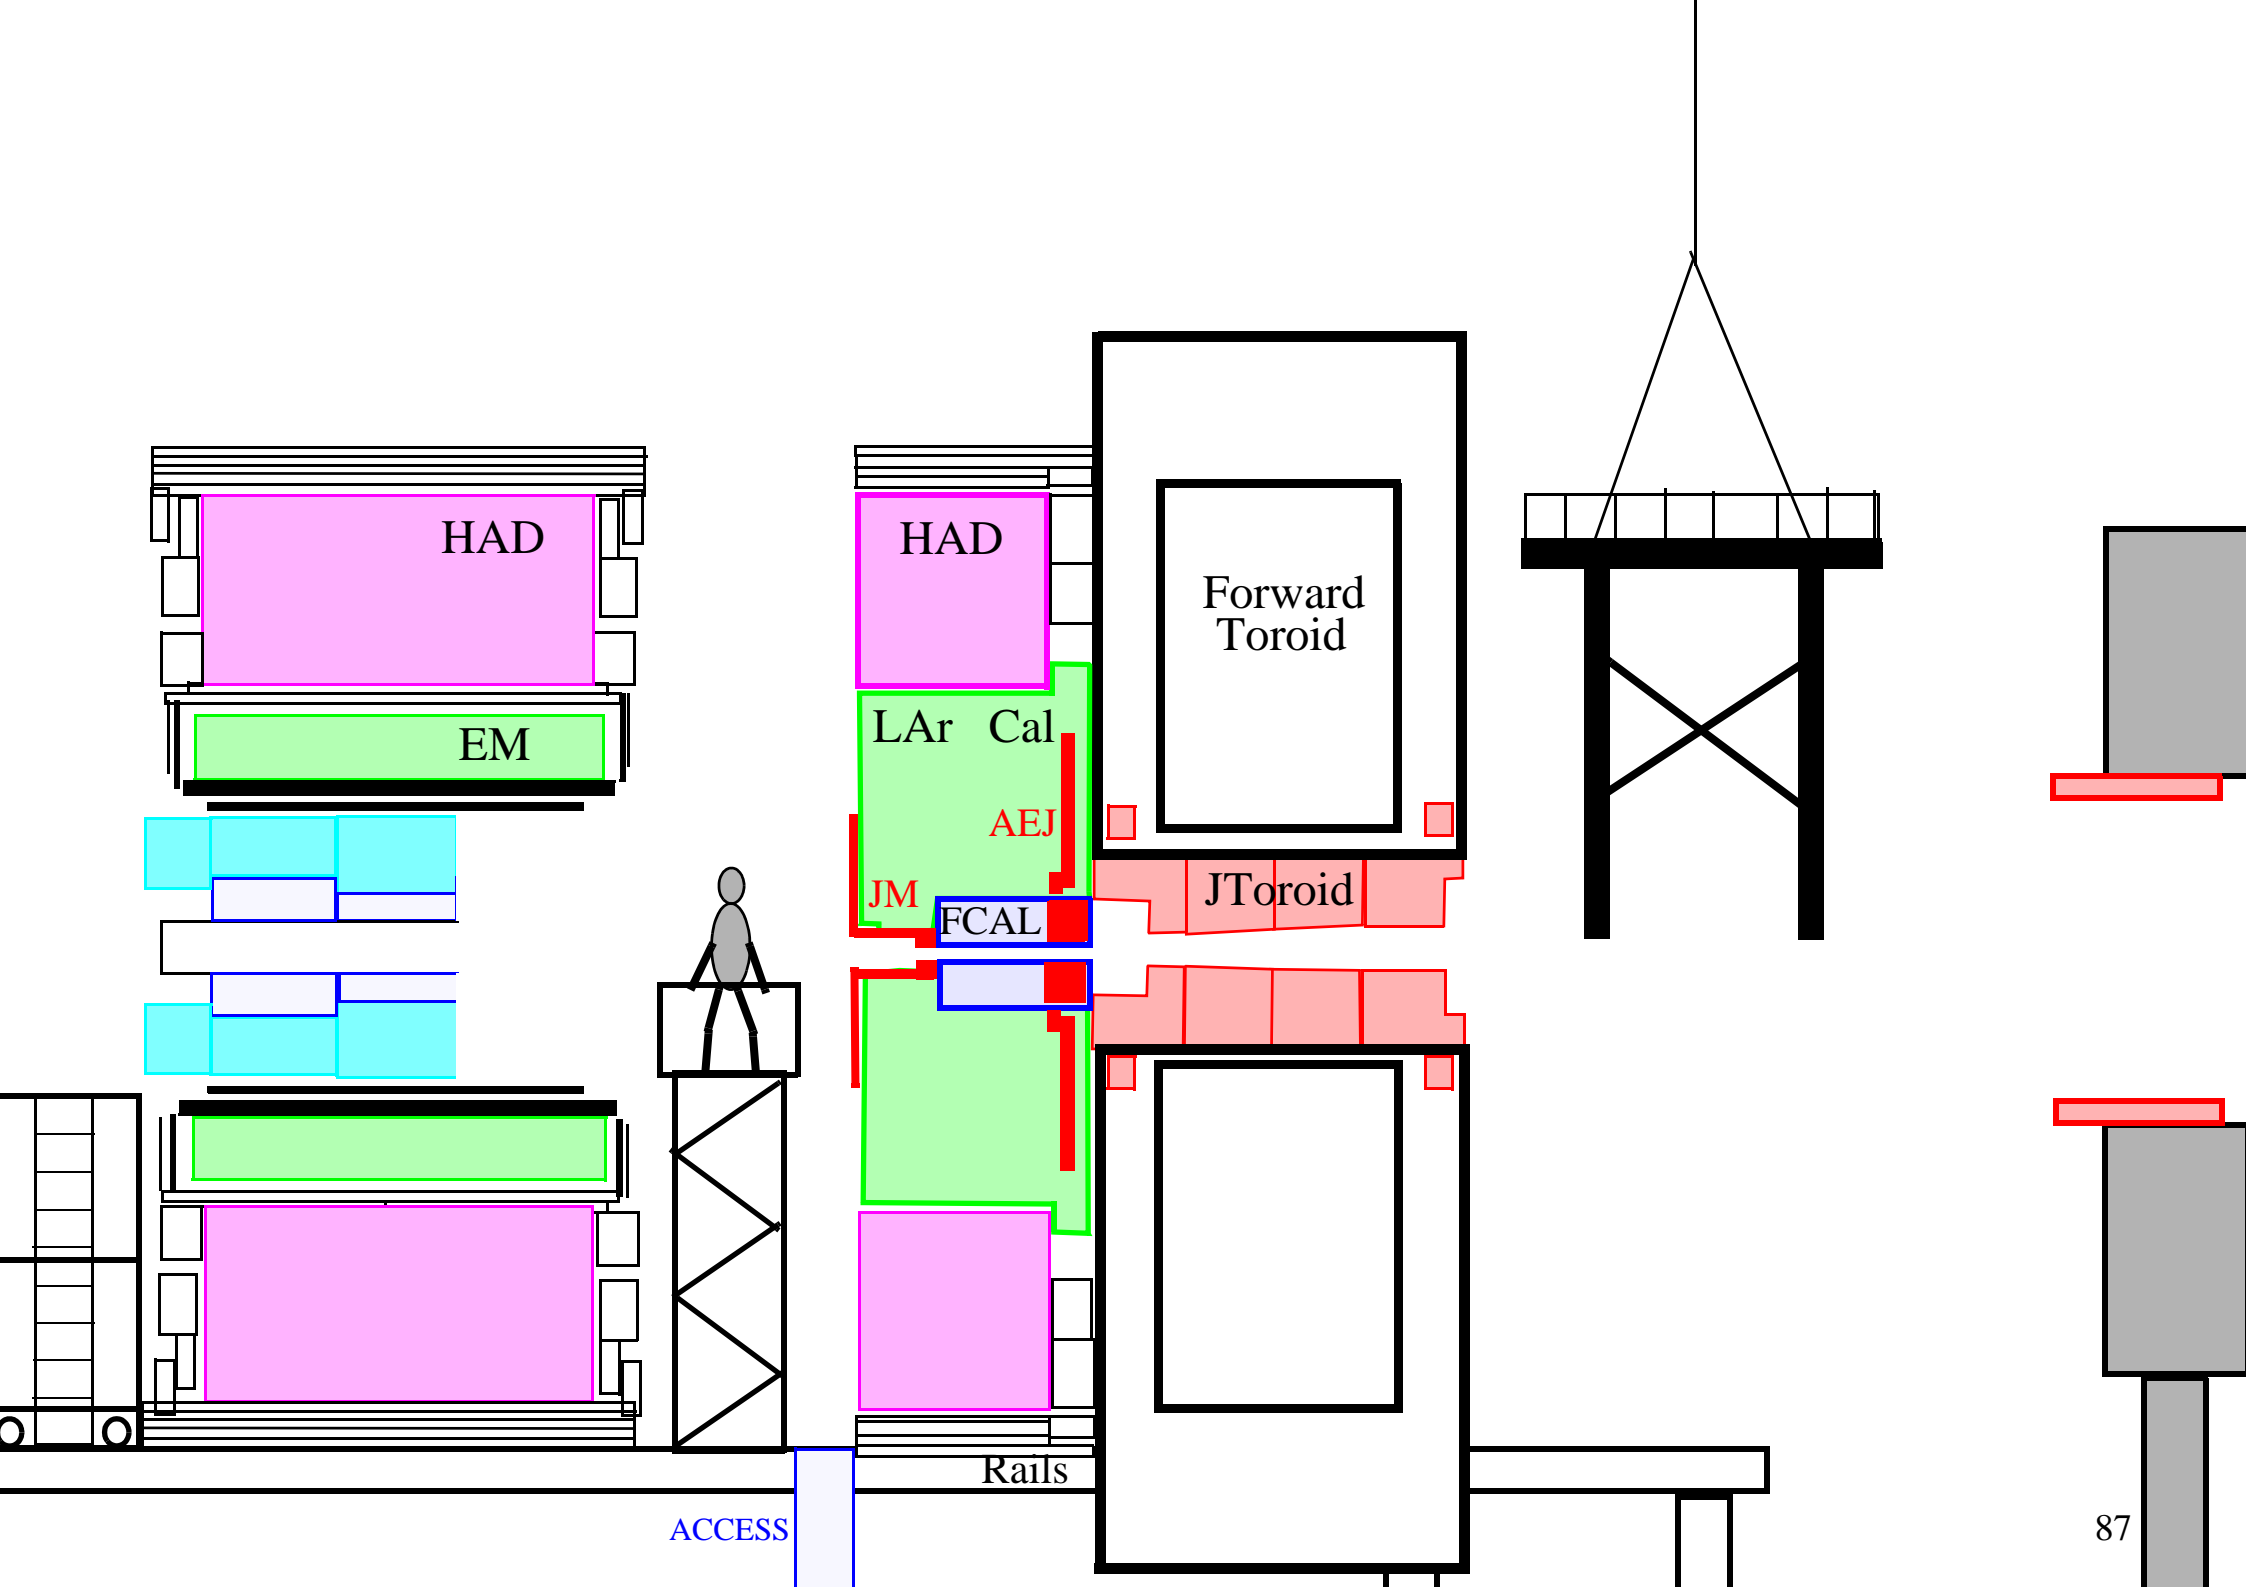 HAD
HAD
Forward
Toroid
EM
LAr Cal
AEJ
JM
FCAL
JToroid
Rails
ACCESS
87